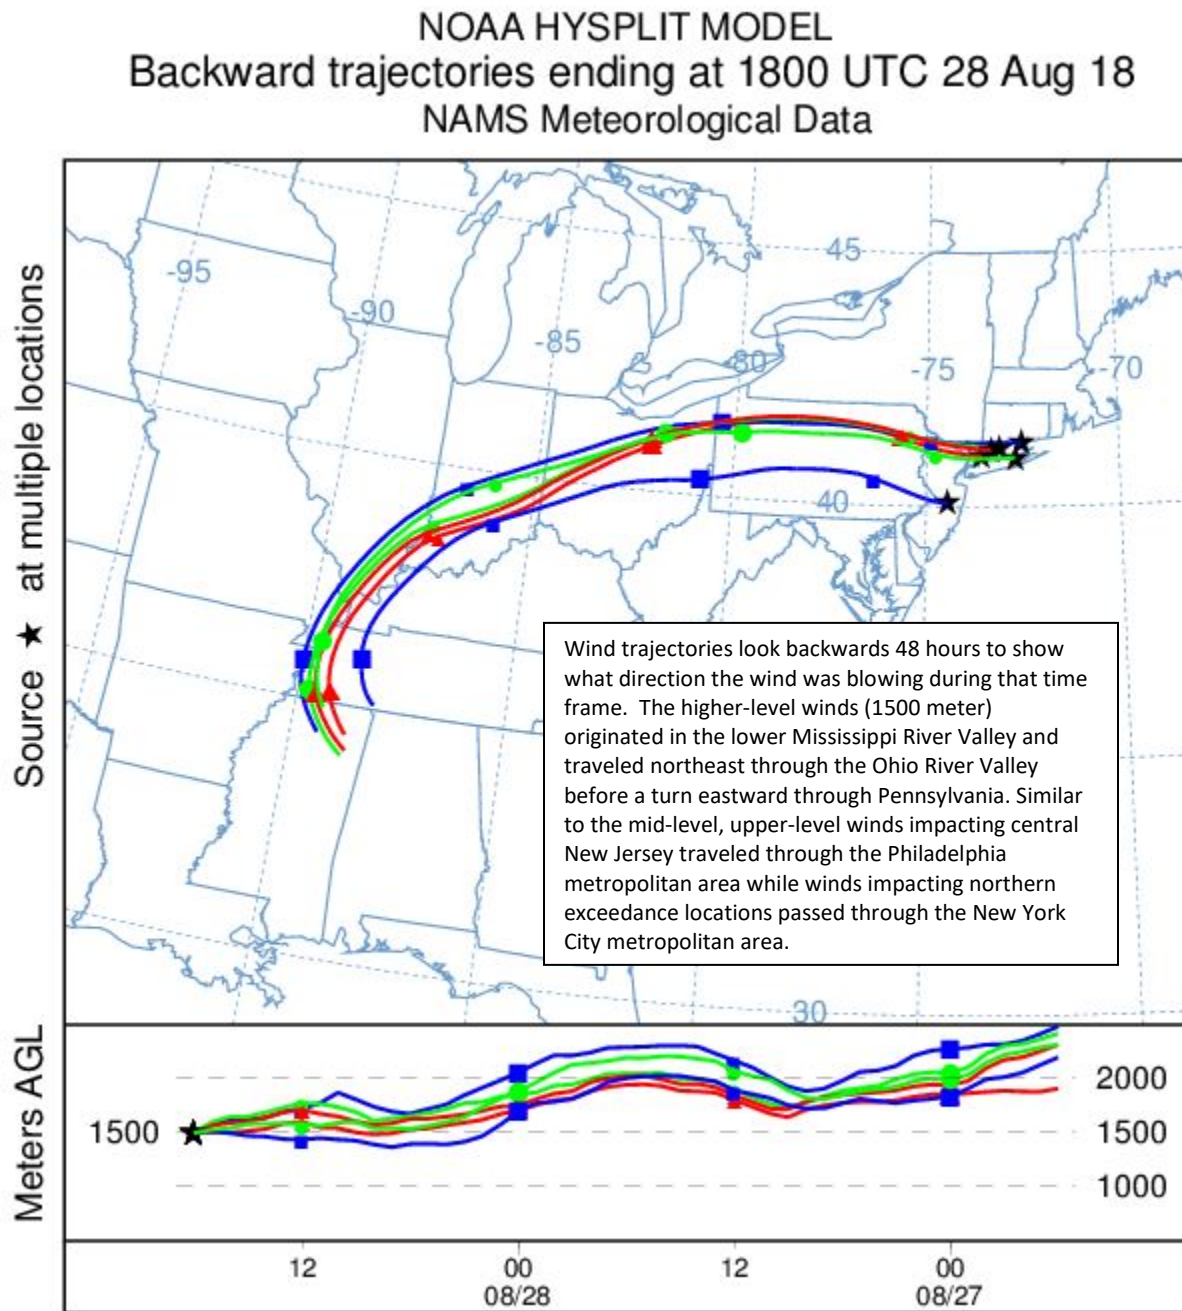 NOAA HYSPLIT MODEL
Backward trajectories ending at 1800 UTC 28 Aug 18
NAMS Meteorological Data
Source ★ at multiple locations
45
-95
-90
-85
-80
-75
-70
40
Wind trajectories look backwards 48 hours to show
what direction the wind was blowing during that time
frame. The higher-level winds (1500 meter)
originated in the lower Mississippi River Valley and
traveled northeast through the Ohio River Valley
before a turn eastward through Pennsylvania. Similar
to the mid-level, upper-level winds impacting central
New Jersey traveled through the Philadelphia
metropolitan area while winds impacting northern
exceedance locations passed through the New York
City metropolitan area.
30
Meters AGL
1500
2000
1500
1000
12 00 12 00
08/28 08/27